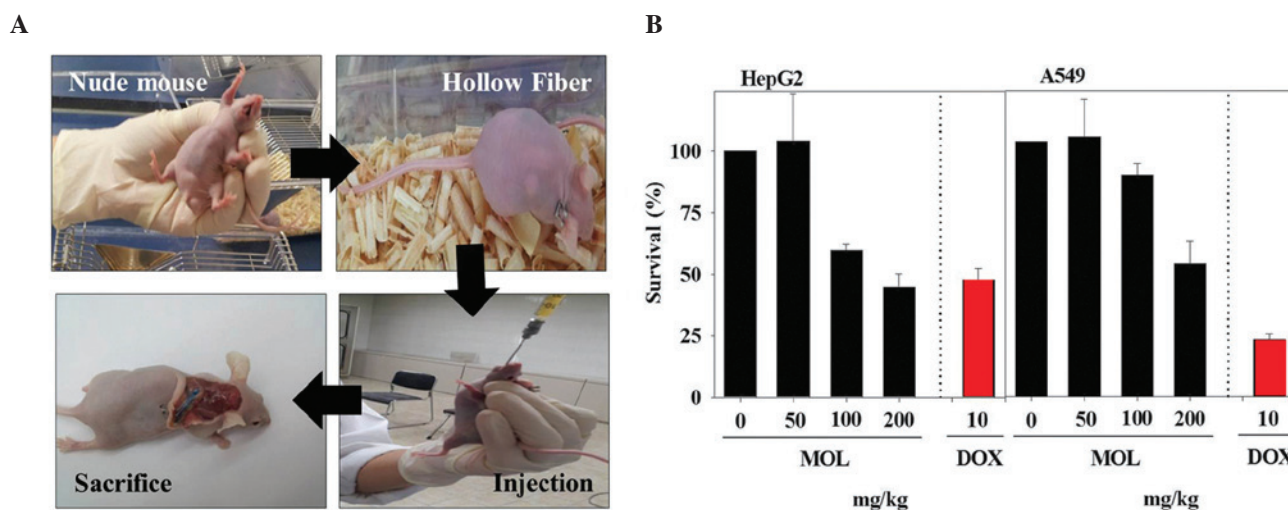 A
Nude mouse
Hollow Fiber
Sacrifice
Injection
B
HepG2
A549
Survival (%)
100
75
50
25
0
0 50 100 200 10 0 50 100 200 10
MOL DOX MOL DOX
mg/kg mg/kg